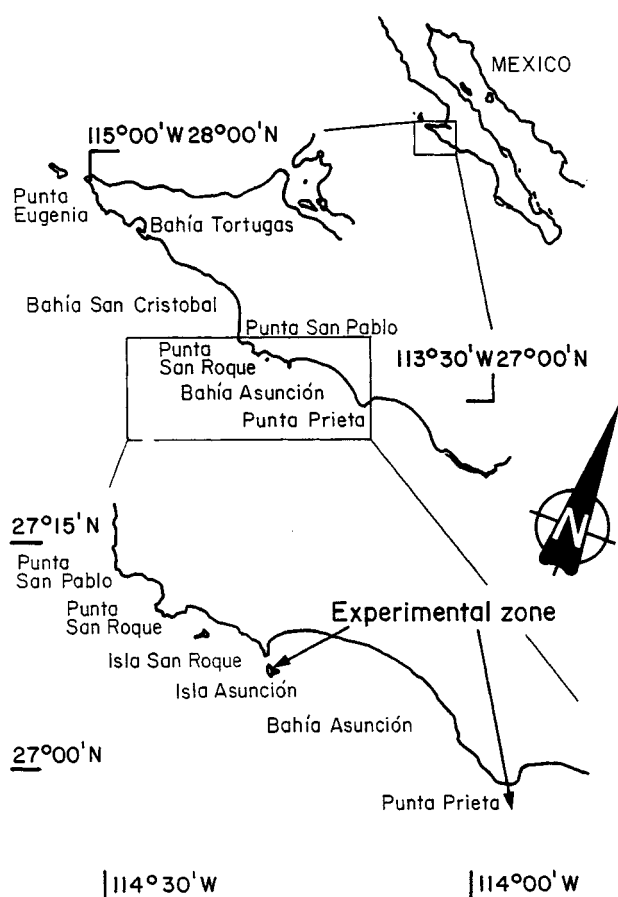 MEXICO
115°00'W 28°00'N
Punta
Eugenia
Bahía Tortugas
Bahía San Cristobal
Punta San Pablo
Punta
San Roque
113°30'W 27°00'N
Bahía Asunción
Punta Prieta
N
27°15'N
Punta
San Pablo
Experimental zone
Punta
San Roque
Isla San Roque
Isla Asunción
Bahía Asunción
27°00'N
Punta Prieta
114°30'W
114°00'W